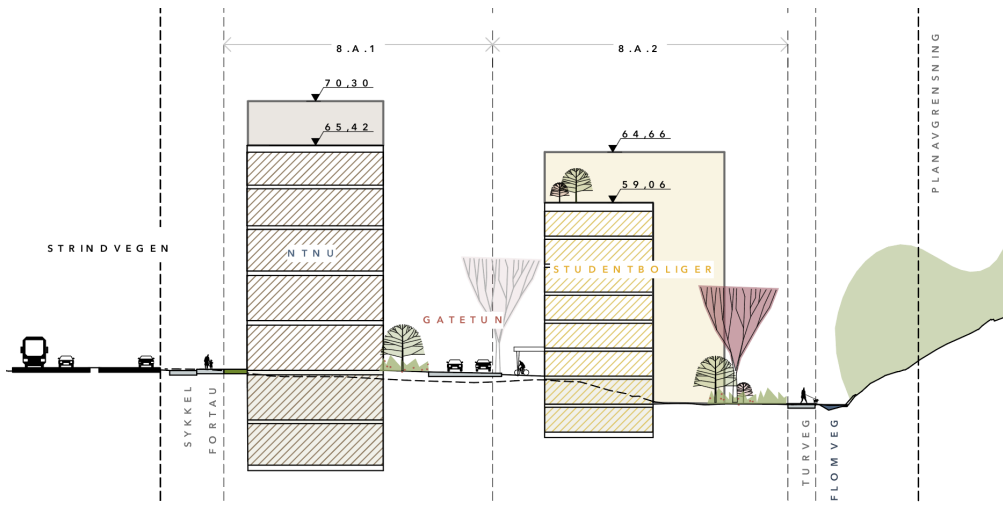 8.A.1
8.A.2
70,30
65,42
64,66
59,06
STRINDVEGEN
NTNU
STUDENTBOLIGER
GATETUN
SYKKEL
FORTAU
TURVEG
FLOMVEG
PLANAVGRENSNING